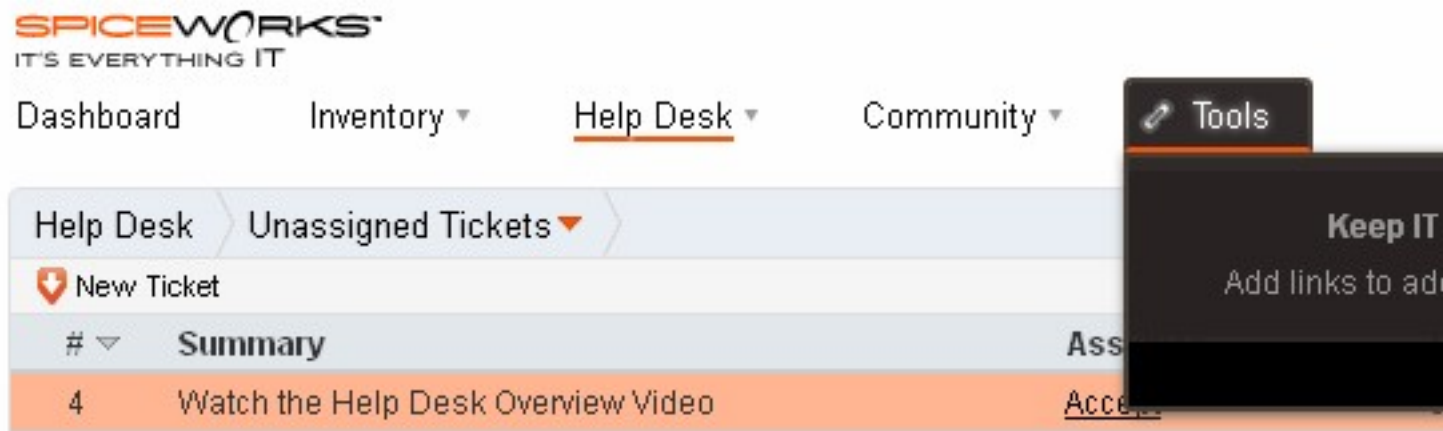 SPICEWORKS
IT'S EVERYTHING IT
Dashboard Inventory Help Desk Community Tools
Help Desk Unassigned Tickets
Keep IT
Add links to
New Ticket
# Summary
4 Watch the Help Desk Overview Video Accept